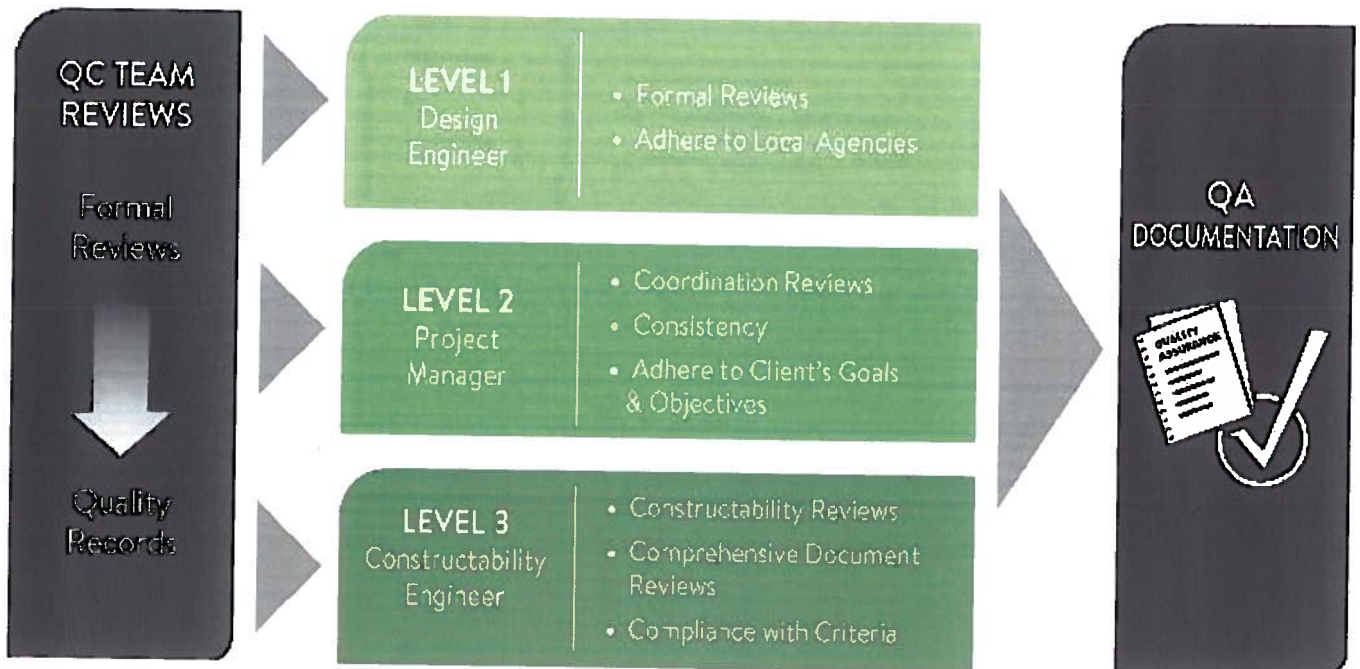 QC TEAM
REVIEWS
Formal
Reviews
Quality
Records
LEVEL 1
Design
Engineer
• Formal Reviews
• Adhere to Local Agencies
LEVEL 2
Project
Manager
• Coordination Reviews
• Consistency
• Adhere to Client's Goals
& Objectives
LEVEL 3
Constructability
Engineer
• Constructability Reviews
• Comprehensive Document
Reviews
• Compliance with Criteria
QA
DOCUMENTATION
QUALITY
ASSURANCE